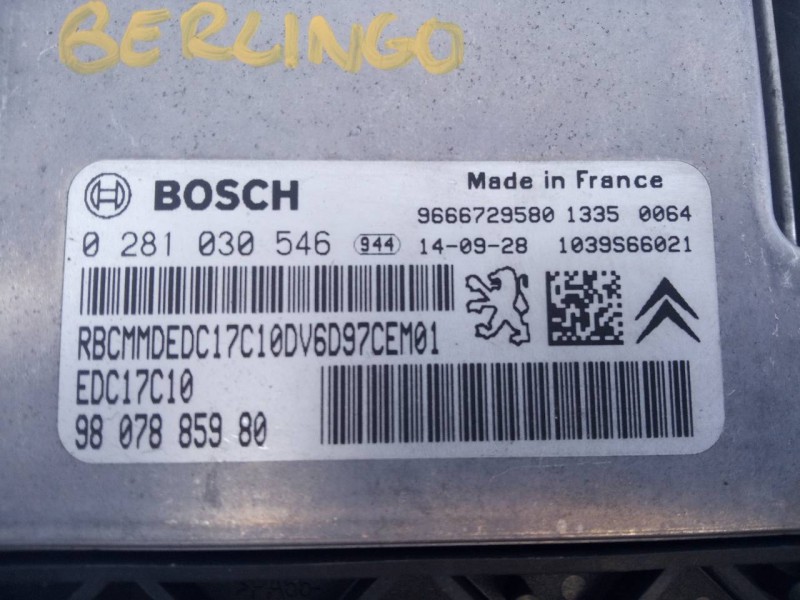 BERLINGO
BOSCH
Made in France
9666729580 1335 0064
0 281 030 546 944 14-09-28 1039S66021
RBCMMDEDC17C10DV6D97CEM01
EDC17C10
98 078 859 80